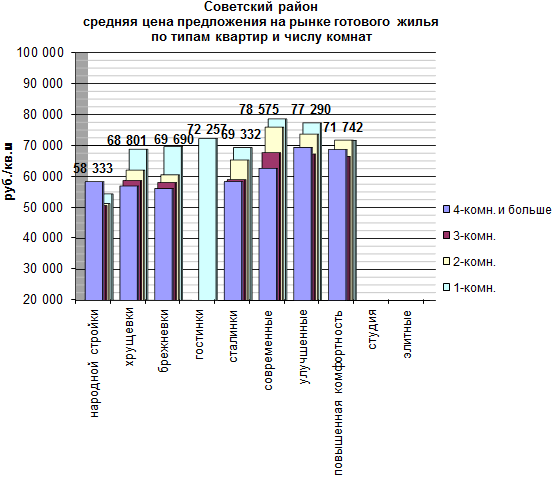 Советский район
средняя цена предложения на рынке готового жилья
по типам квартир и числу комнат
руб./кв.м
100 000
90 000
80 000
70 000
60 000
50 000
40 000
30 000
20 000
58 333
68 801
69 690
72 257
69 332
78 575
77 290
71 742
народной стройки
хрущевки
брежневки
гостинки
сталинки
современные
улучшенные
повышенная комфортность
студия
элитные
4-комн. и больше
3-комн.
2-комн.
1-комн.